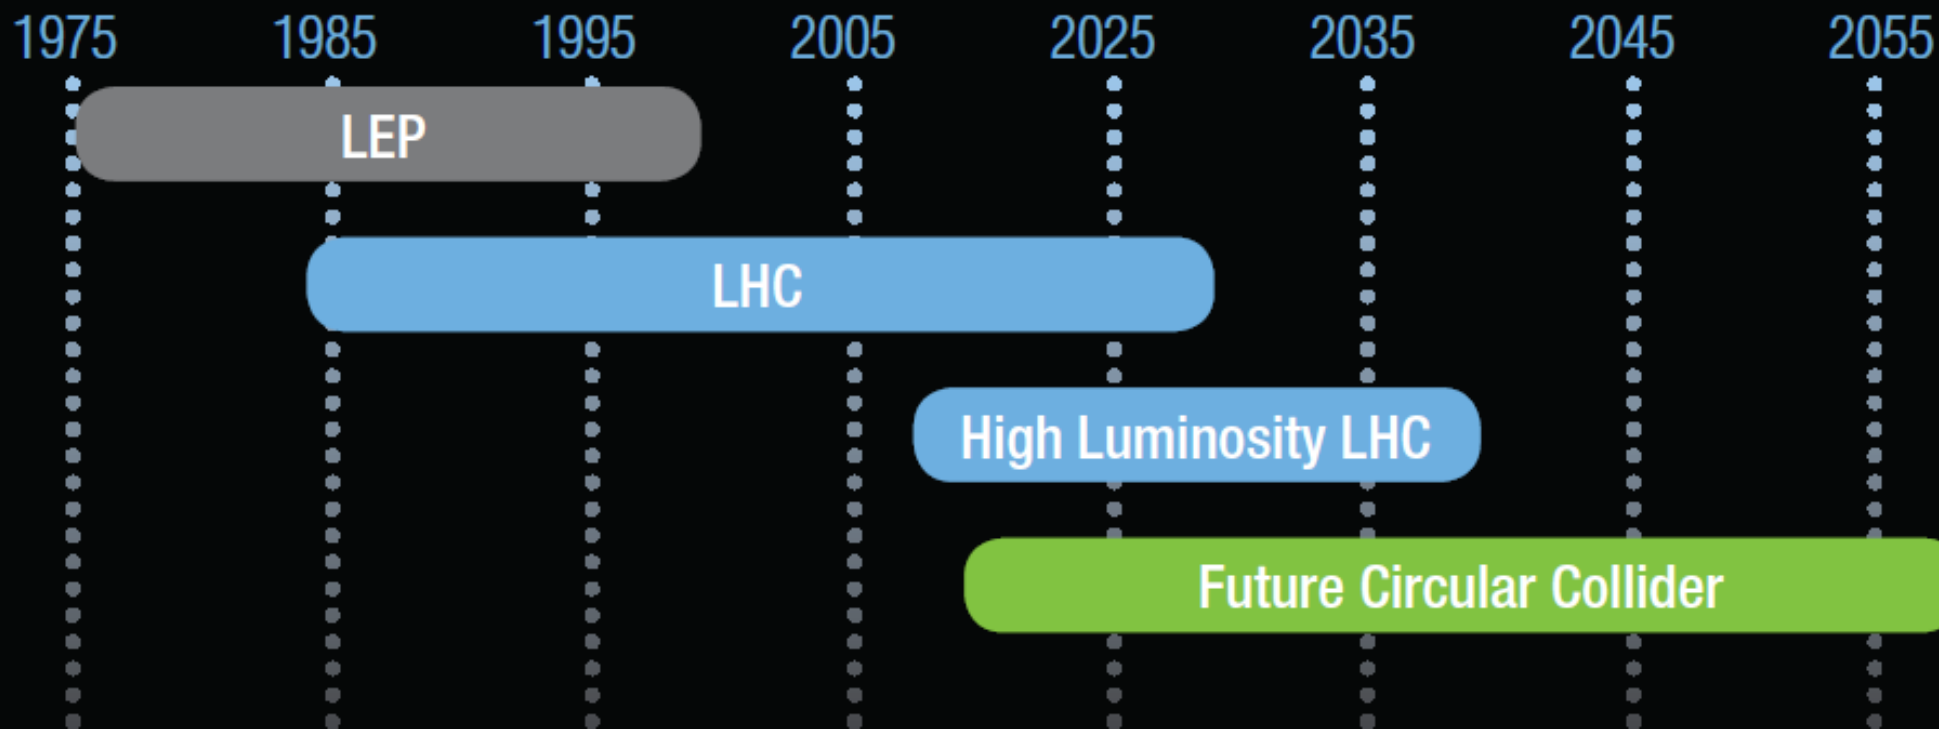 1975 1985 1995 2005 2025 2035 2045 2055
LEP
LHC
High Luminosity LHC
Future Circular Collider